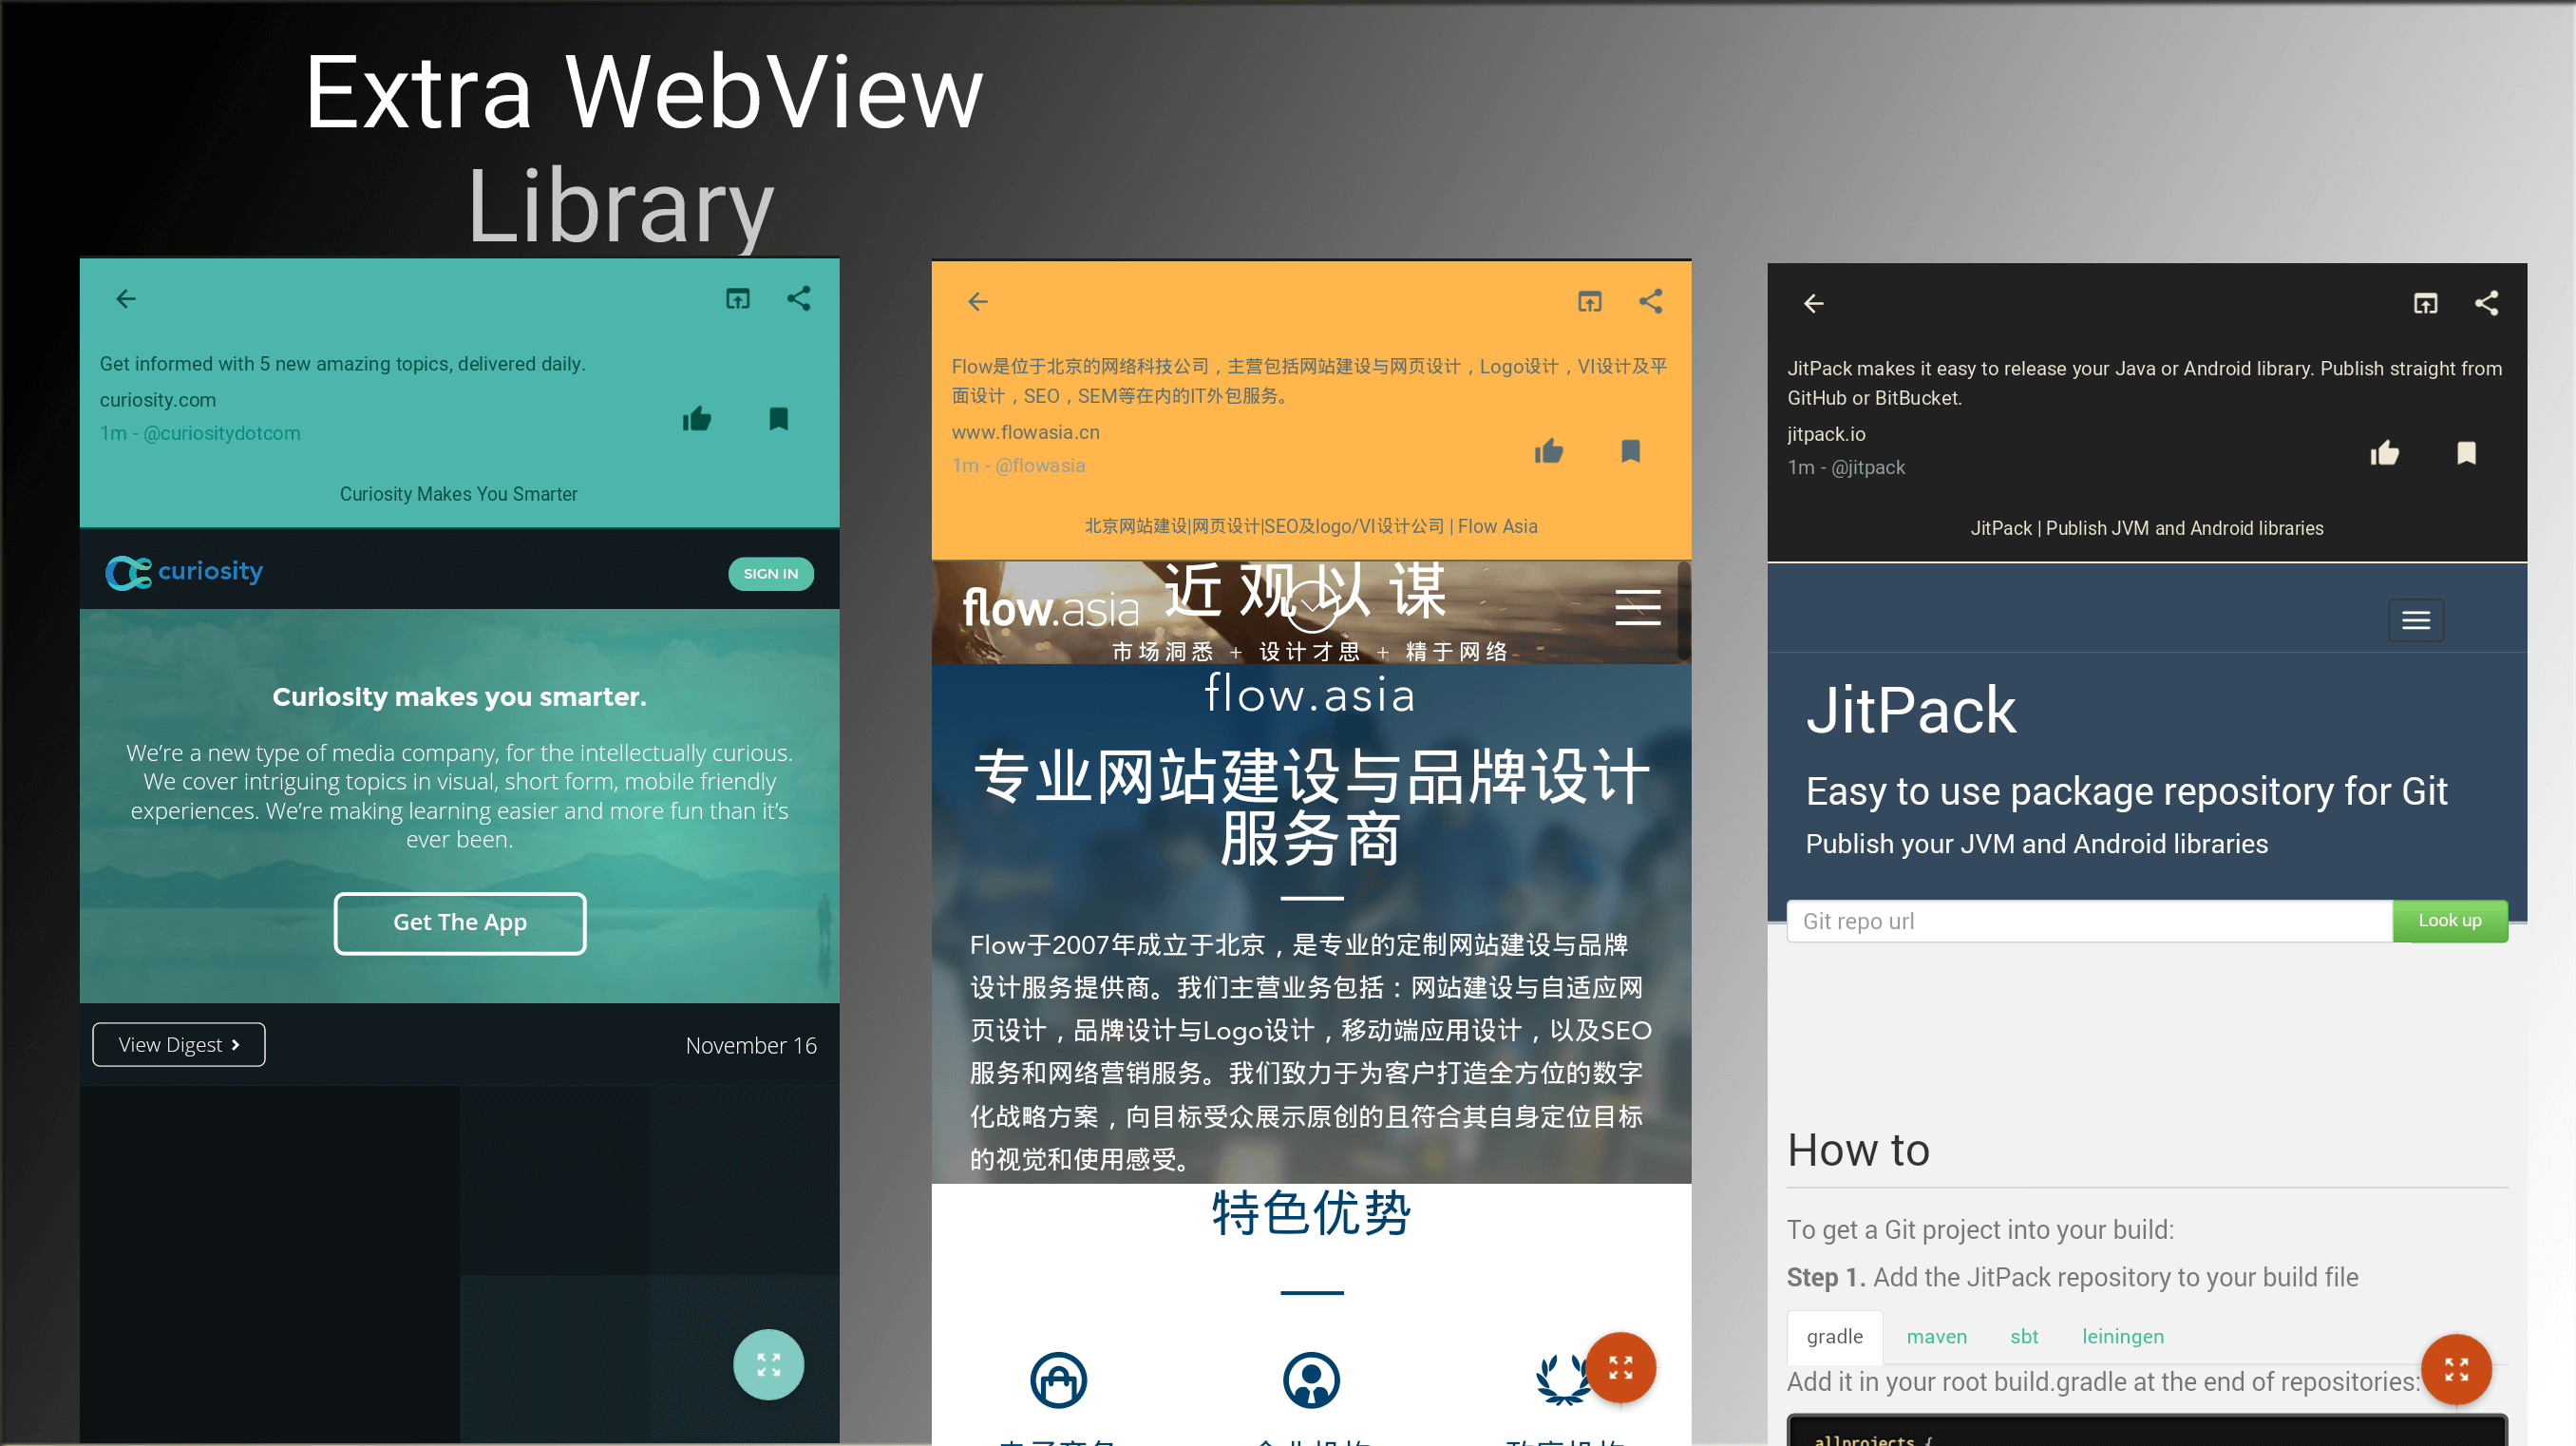 Extra WebView
Library
Get informed with 5 new amazing topics, delivered daily.
curiosity.com
1m - @curiositydotcom
Curiosity Makes You Smarter
curiosity
SIGN IN
Curiosity makes you smarter.
We’re a new type of media company, for the intellectually curious.
We cover intriguing topics in visual, short form, mobile friendly
experiences. We’re making learning easier and more fun than it’s
ever been.
Get The App
View Digest
November 16
Flow是位于北京的网络科技公司，主营包括网站建设与网页设计，Logo设计，VI设计及平
面设计，SEO，SEM等在内的IT外包服务。
www.flowasia.cn
1m - @flowasia
北京网站建设|网页设计|SEO及logo/VI设计公司 | Flow Asia
flow.asia
近观以谋
市场洞悉 + 设计才思 + 精于网络
flow.asia
专业网站建设与品牌设计
服务商
Flow于2007年成立于北京，是专业的定制网站建设与品牌
设计服务提供商。我们主营业务包括：网站建设与自适应网
页设计，品牌设计与Logo设计，移动端应用设计，以及SEO
服务和网络营销服务。我们致力于为客户打造全方位的数字
化战略方案，向目标受众展示原创的且符合其自身定位目标
的视觉和使用感受。
特色优势
JitPack makes it easy to release your Java or Android library. Publish straight from
GitHub or BitBucket.
jitpack.io
1m - @jitpack
JitPack | Publish JVM and Android libraries
JitPack
Easy to use package repository for Git
Publish your JVM and Android libraries
Git repo url
Look up
How to
To get a Git project into your build:
Step 1. Add the JitPack repository to your build file
gradle maven sbt leiningen
Add it in your root build.gradle at the end of repositories:
allprojects {